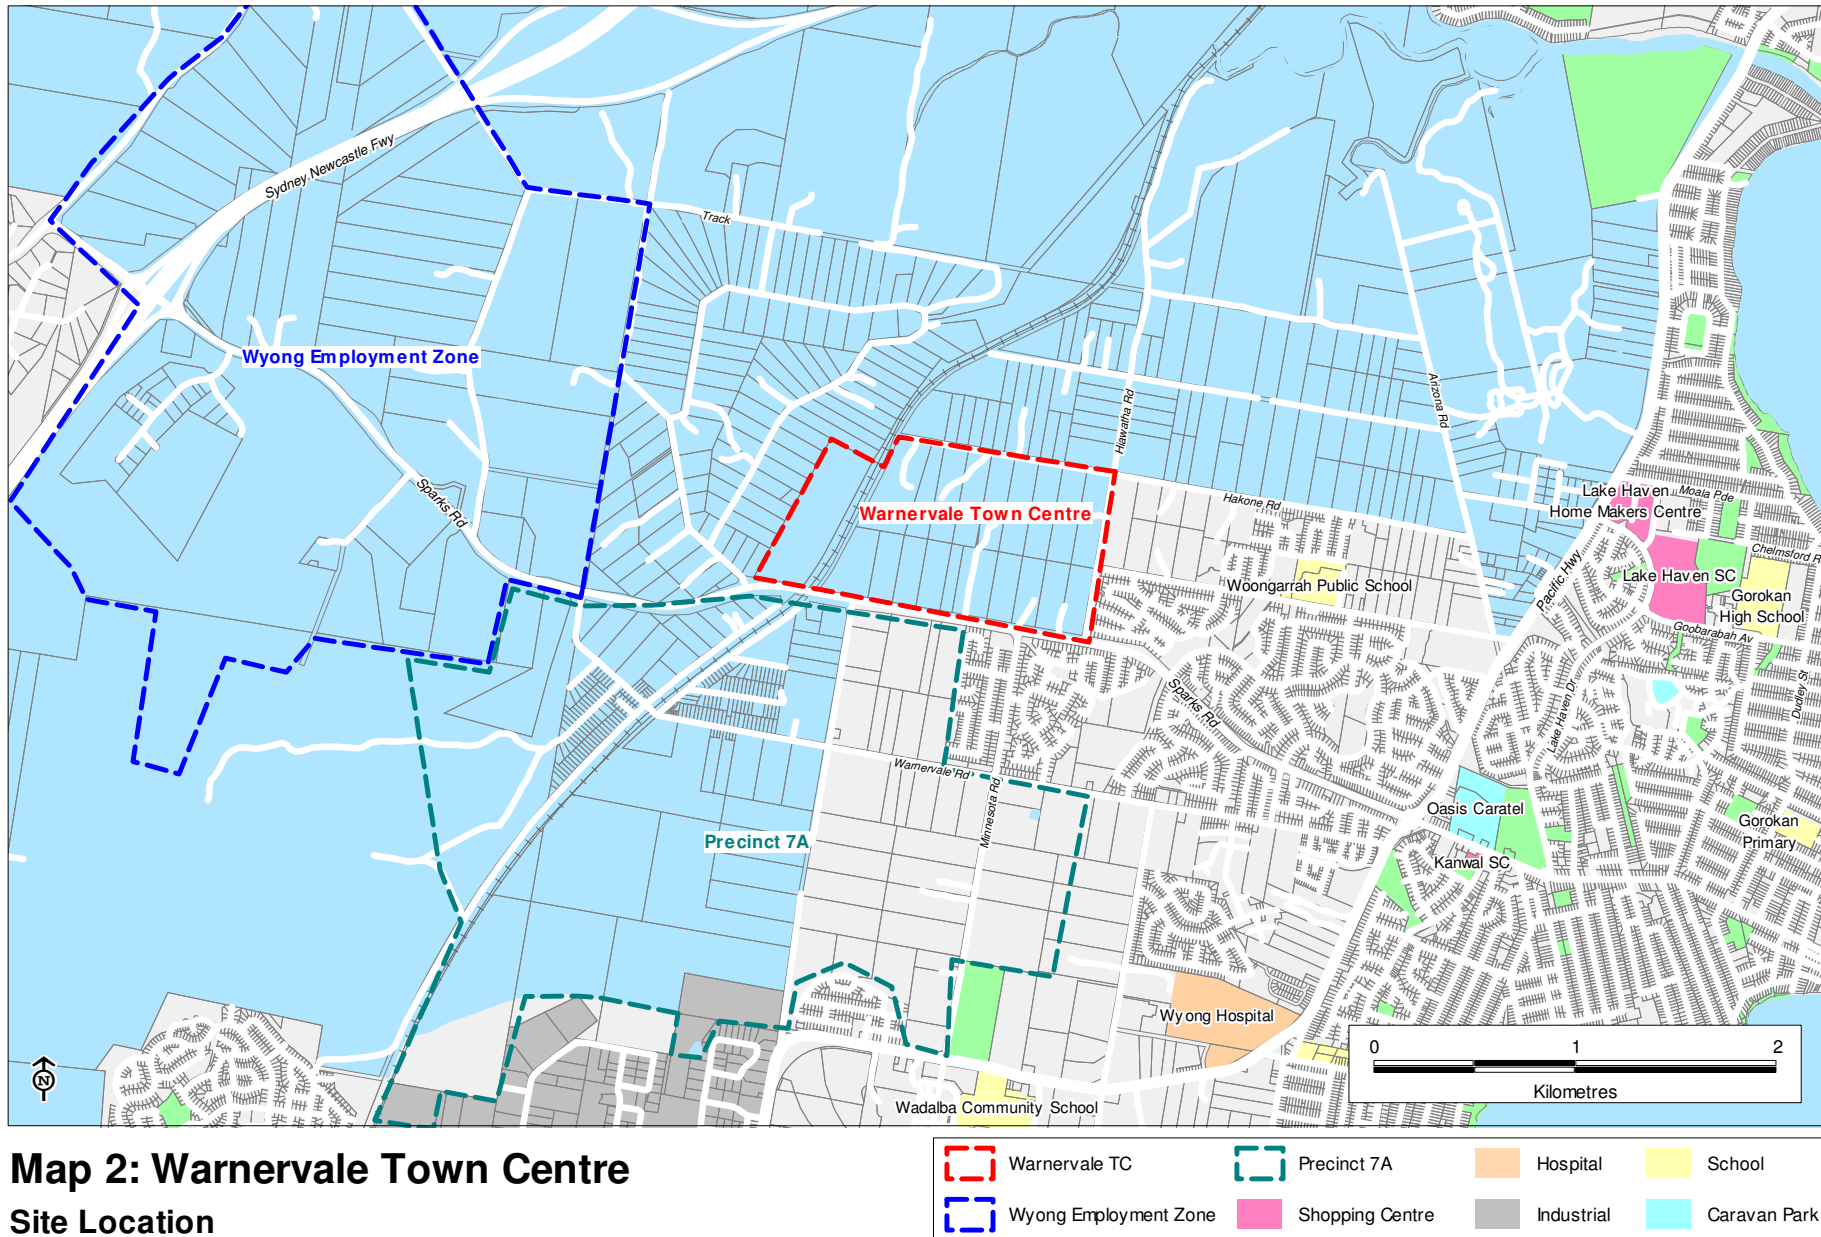 Sydney Newcastle Fwy
Track
Wyong Employment Zone
Hiawatha Rd
Arizona Rd
Sparks Rd
Warnervale Town Centre
Hakone Rd
Lake Haven
Home Makers Centre
Moala Pde
Chelmsford R
Pacific Hwy
Lake Haven SC
Woongarrah Public School
Gorokan
High School
Goobarabah Av
Sparks Rd
Lake Haven Dr
Dudley St
Warnervale Rd
Minnesota Rd
Precinct 7A
Oasis Caratel
Gorokan
Primary
Kanwal SC
Wyong Hospital
Wadalba Community School
N
0 1 2
Kilometres
Map 2: Warnervale Town Centre
Site Location
Warnervale TC
Precinct 7A
Hospital
School
Wyong Employment Zone
Shopping Centre
Industrial
Caravan Park